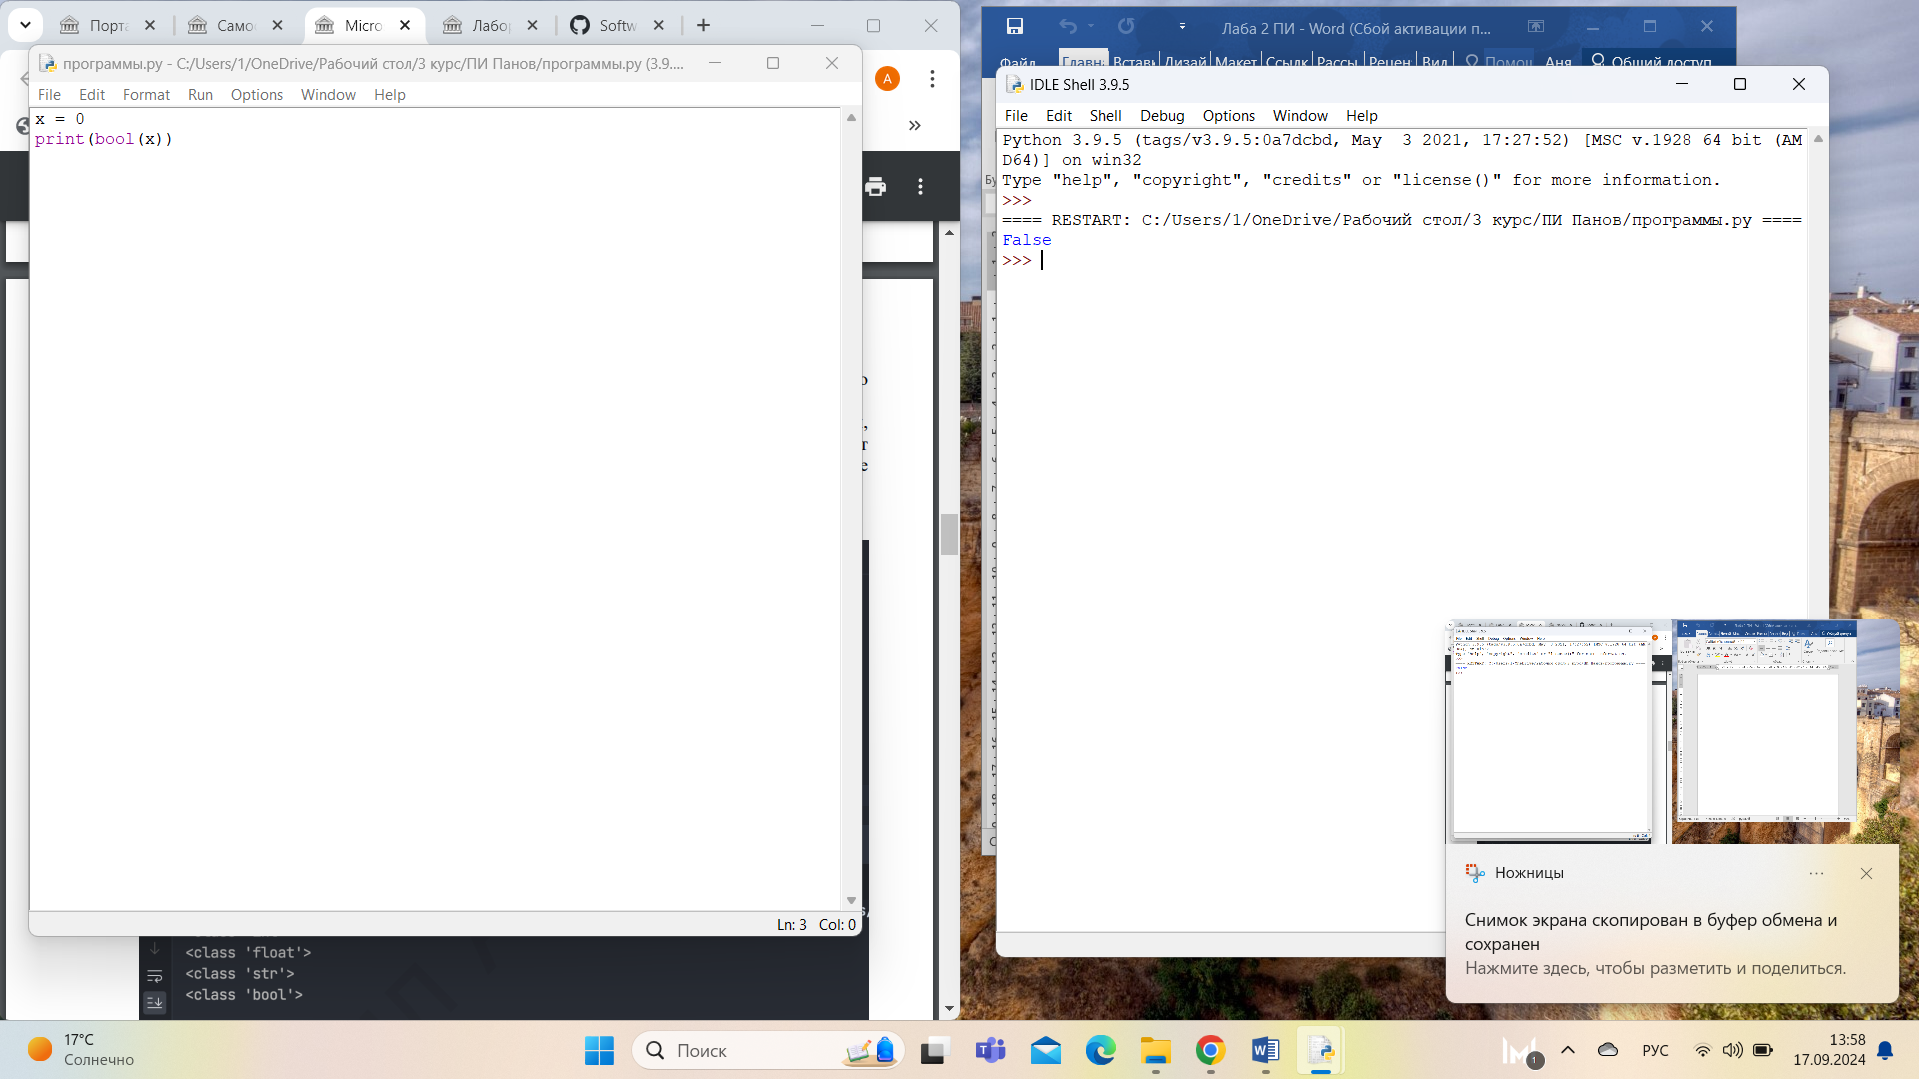 Порта
Само
Micro
Лабор
Softw
программы.py - C:/Users/1/OneDrive/Рабочий стол/3 курс/ПИ Панов/программы.py (3.9....
File Edit Format Run Options Window Help
x = 0
print(bool(x))
Ln: 3 Col: 0
A
<class 'float'>
<class 'str'>
<class 'bool'>
Лаба 2 ПИ - Word (Сбой активации п...
Файл Главн Встав Дизай Макет Ссылк Рассы Рецен Вид Помощ Аня Общий доступ
IDLE Shell 3.9.5
File Edit Shell Debug Options Window Help
Python 3.9.5 (tags/v3.9.5:0a7dcbd, May  3 2021, 17:27:52) [MSC v.1928 64 bit (AM
D64)] on win32
Type "help", "copyright", "credits" or "license()" for more information.
>>>
==== RESTART: C:/Users/1/OneDrive/Рабочий стол/3 курс/ПИ Панов/программы.py ====
False
>>>
Ножницы
Снимок экрана скопирован в буфер обмена и
сохранен
Нажмите здесь, чтобы разметить и поделиться.
17°C
Солнечно
Поиск
1
РУС
13:58
17.09.2024